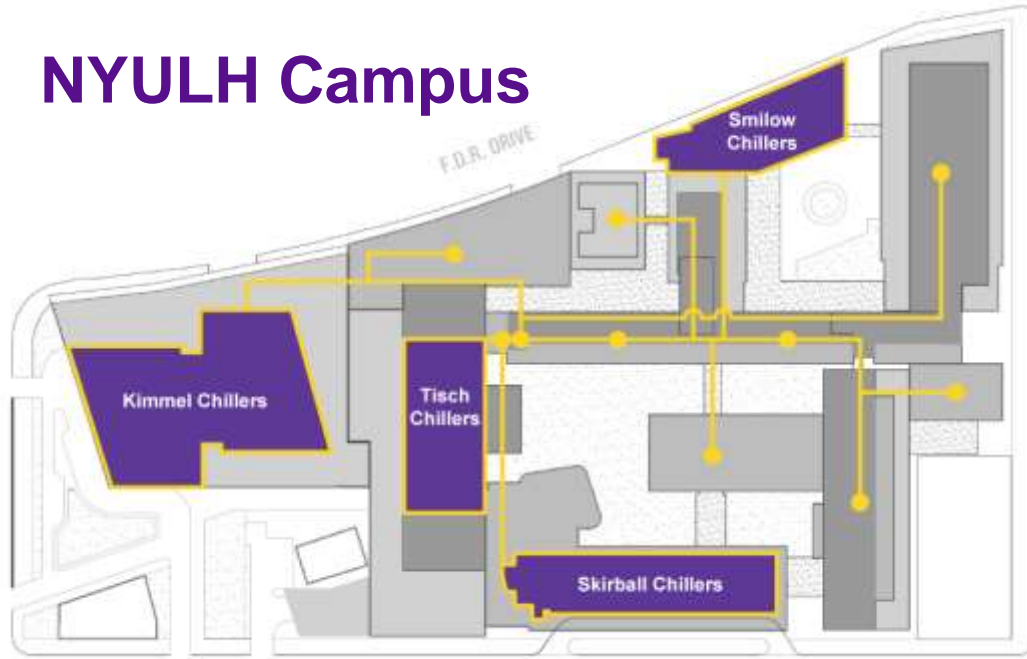 NYULH Campus
F.D.R. DRIVE
Smilow
Chillers
Kimmel Chillers
Tisch
Chillers
Skirball Chillers